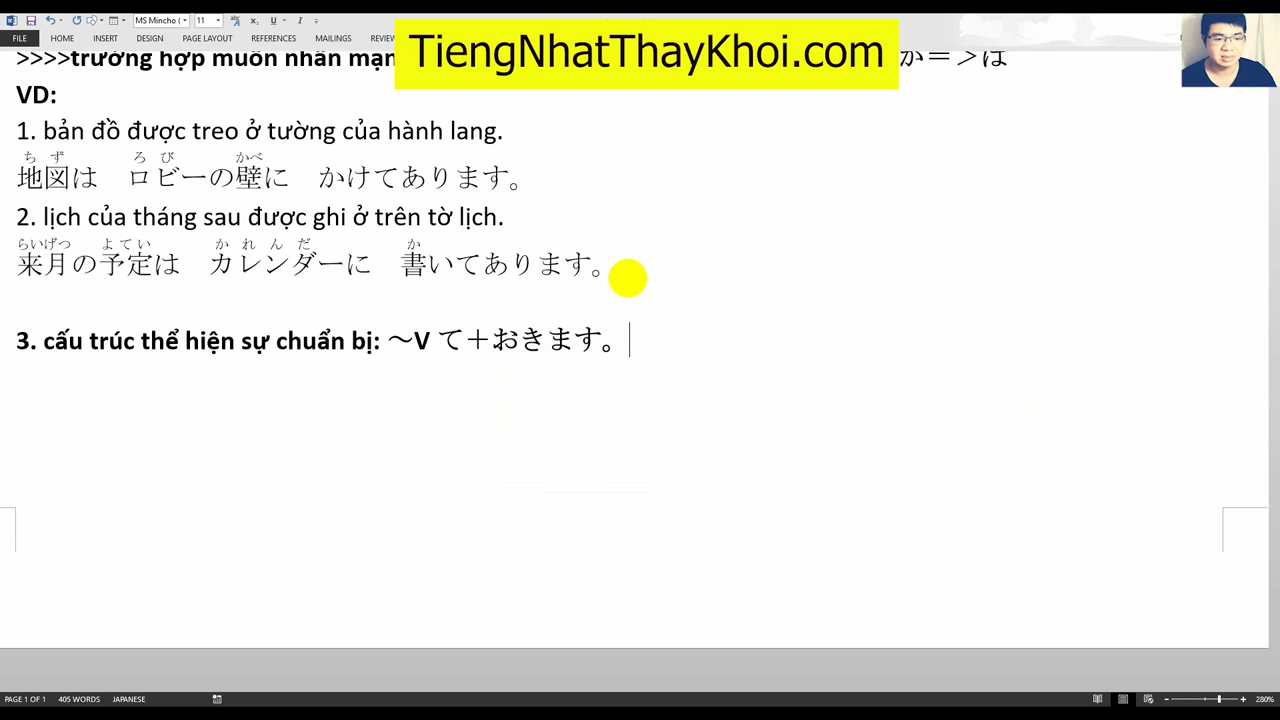 MS Mincho ( 11
FILE HOME INSERT DESIGN PAGE LAYOUT REFERENCES MAILINGS
TiengNhatThayKhoi.com
>>>>trường hợp muốn nhấn mạn が＝＞は
VD:
1. bản đồ được treo ở tường của hành lang.
ち ず ろ び かべ
地図は ロビーの壁に かけてあります。
2. lịch của tháng sau được ghi ở trên tờ lịch.
らいげつ よ て い か れ ん だ か
来月の予定は カレンダーに 書いてあります。
3. cấu trúc thể hiện sự chuẩn bị: ～V て＋おきます。
PAGE 1 OF 1 405 WORDS JAPANESE 280%